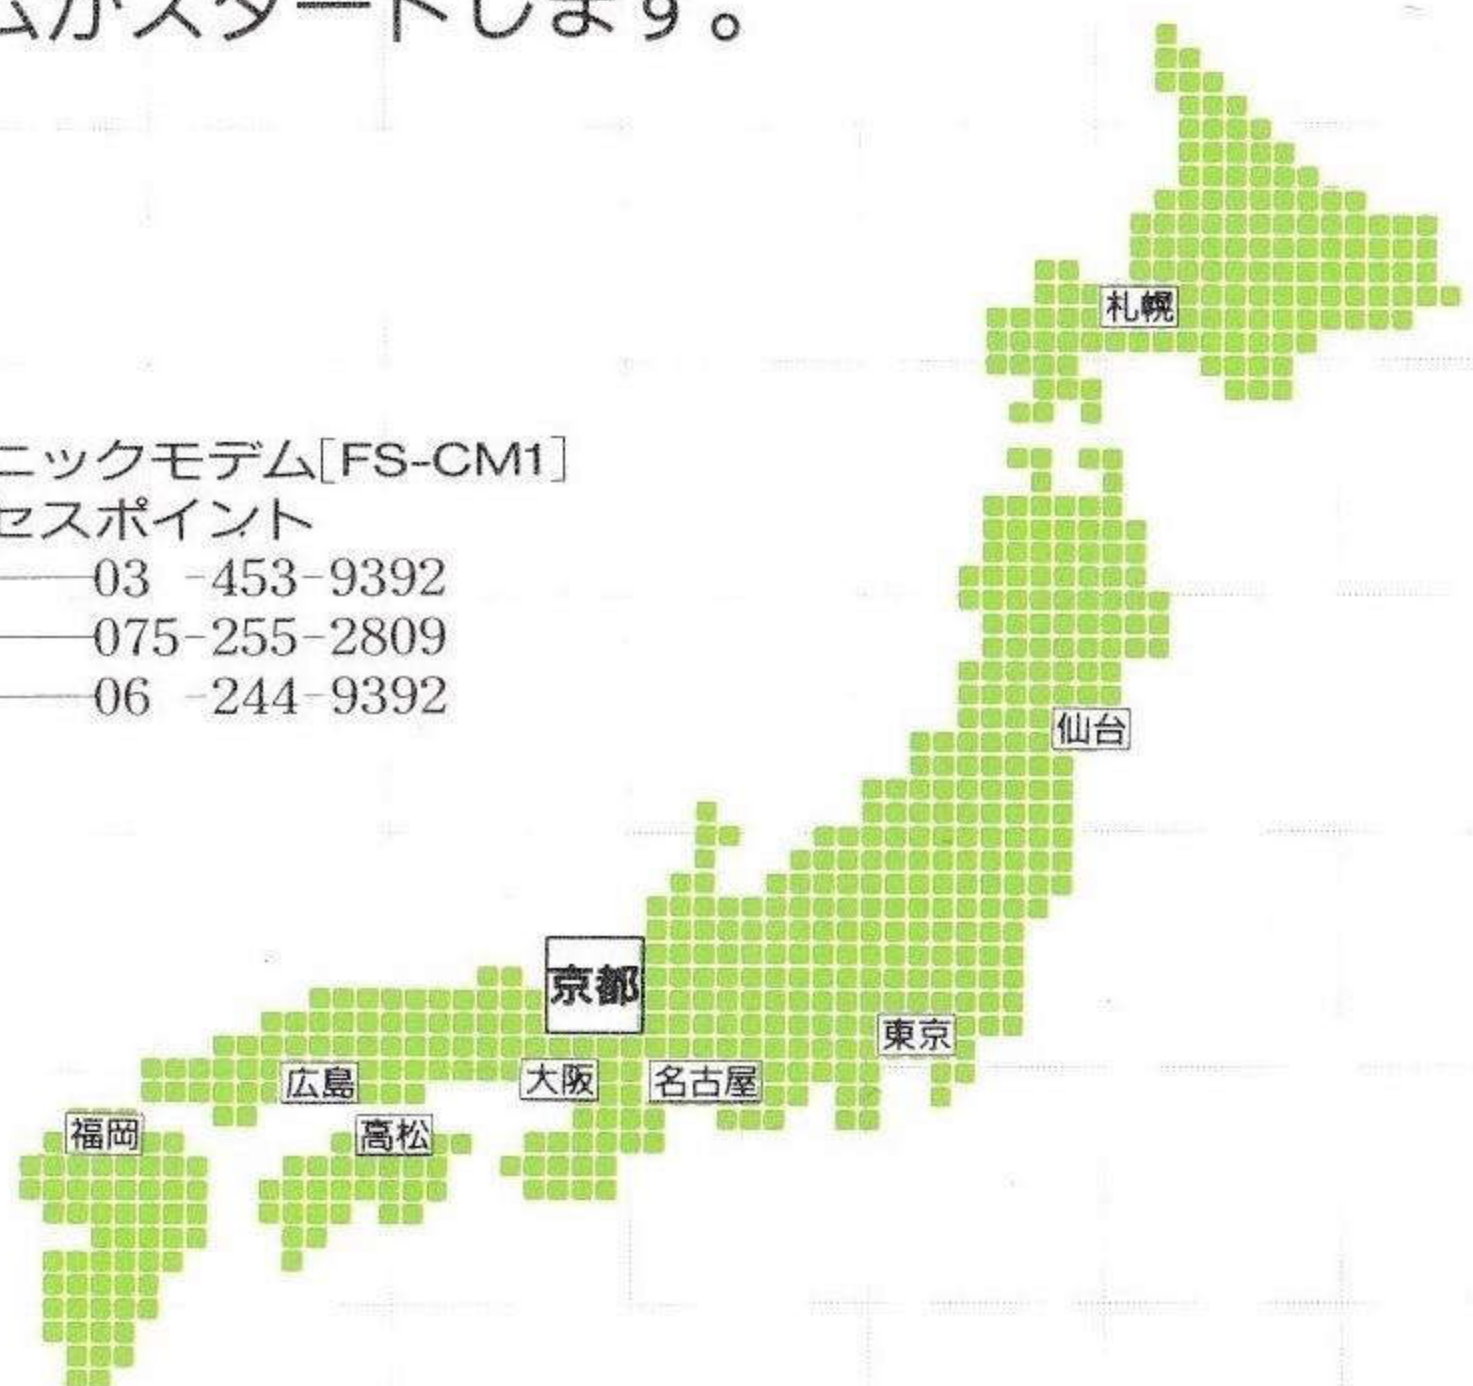 ムがスタートします。
ニックモデム[FS-CM1]
セスポイント
03 -453-9392
075-255-2809
06 -244-9392
札幌
仙台
京都
東京
広島
大阪
名古屋
福岡
高松